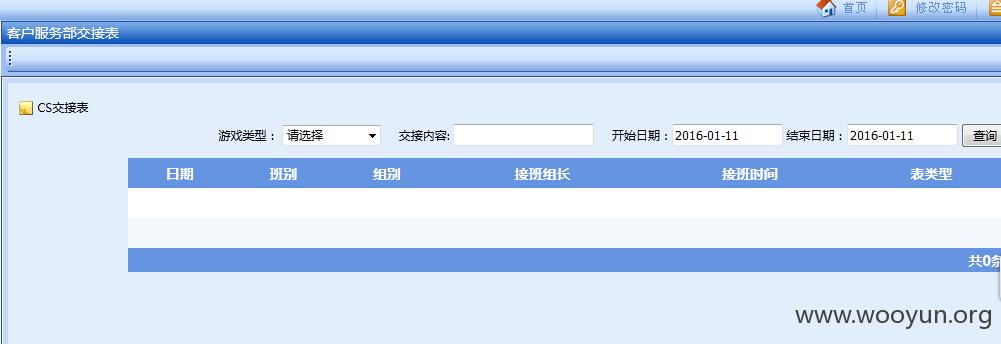 首页 修改密码
客户服务部交接表
CS交接表
游戏类型： 请选择 交接内容: 开始日期： 2016-01-11 结束日期： 2016-01-11 查询
日期 班别 组别 接班组长 接班时间 表类型
共0条
www.wooyun.org